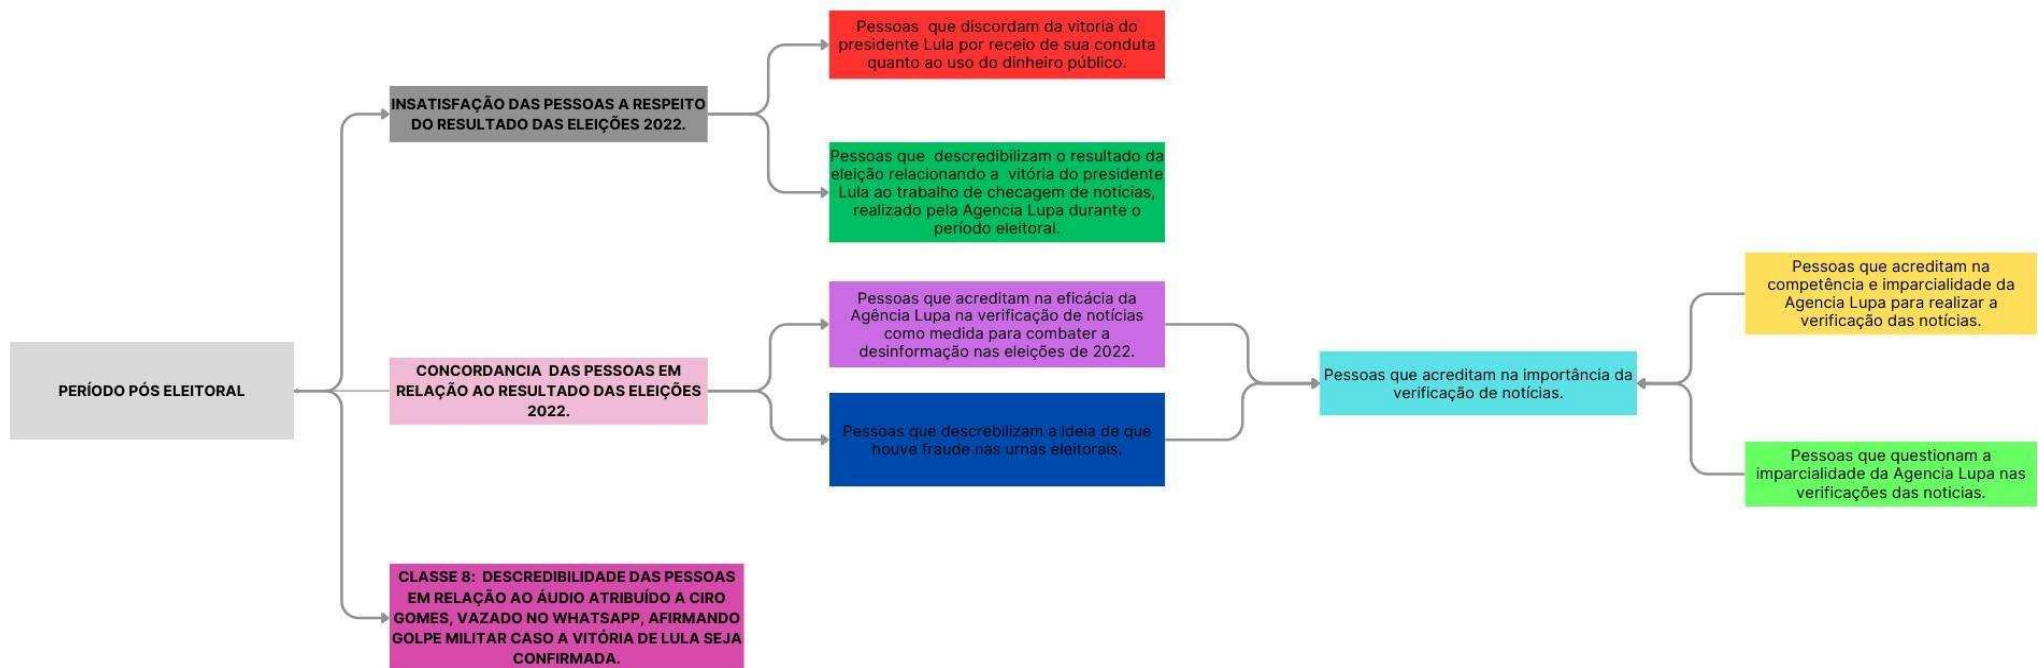 PERÍODO PÓS ELEITORAL
INSATISFAÇÃO DAS PESSOAS A RESPEITO
DO RESULTADO DAS ELEIÇÕES 2022.
Pessoas que discordam da vitoria do
presidente Lula por receio de sua conduta
quanto ao uso do dinheiro público.
Pessoas que descredibilizam o resultado da
eleição relacionando a vitória do presidente
Lula ao trabalho de checagem de notícias,
realizado pela Agencia Lupa durante o
período eleitoral.
CONCORDANCIA DAS PESSOAS EM
RELAÇÃO AO RESULTADO DAS ELEIÇÕES
2022.
Pessoas que acreditam na eficácia da
Agência Lupa na verificação de notícias
como medida para combater a
desinformação nas eleições de 2022.
Pessoas que descrebilizam a ideia de que
houve fraude nas urnas eleitorais.
Pessoas que acreditam na importância da
verificação de notícias.
Pessoas que acreditam na
competência e imparcialidade da
Agencia Lupa para realizar a
verificação das notícias.
Pessoas que questionam a
imparcialidade da Agencia Lupa nas
verificações das noticias.
CLASSE 8: DESCREDIBILIDADE DAS PESSOAS
EM RELAÇÃO AO ÁUDIO ATRIBUÍDO A CIRO
GOMES, VAZADO NO WHATSAPP, AFIRMANDO
GOLPE MILITAR CASO A VITÓRIA DE LULA SEJA
CONFIRMADA.